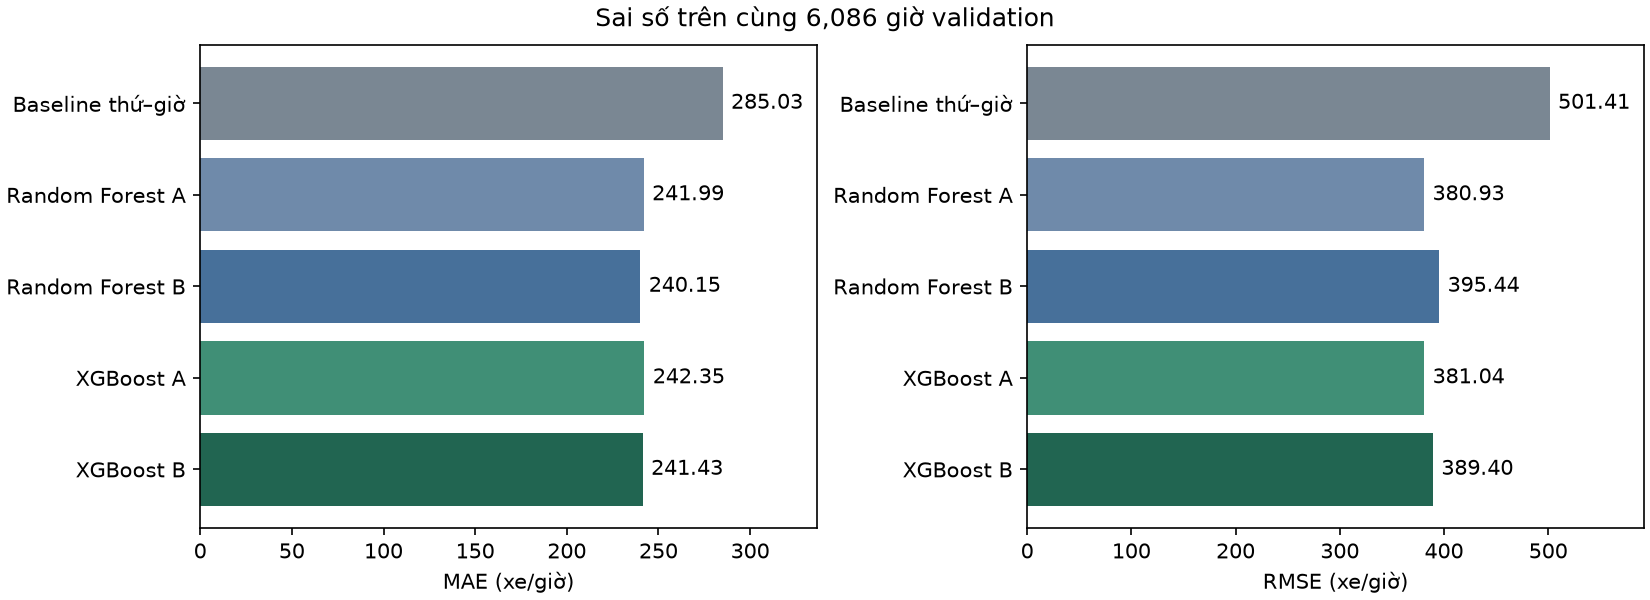 Sai số trên cùng 6,086 giờ validation
Baseline thứ–giờ
285.03
Random Forest A
241.99
Random Forest B
240.15
XGBoost A
242.35
XGBoost B
241.43
0 50 100 150 200 250 300
MAE (xe/giờ)
Baseline thứ–giờ
501.41
Random Forest A
380.93
Random Forest B
395.44
XGBoost A
381.04
XGBoost B
389.40
0 100 200 300 400 500
RMSE (xe/giờ)